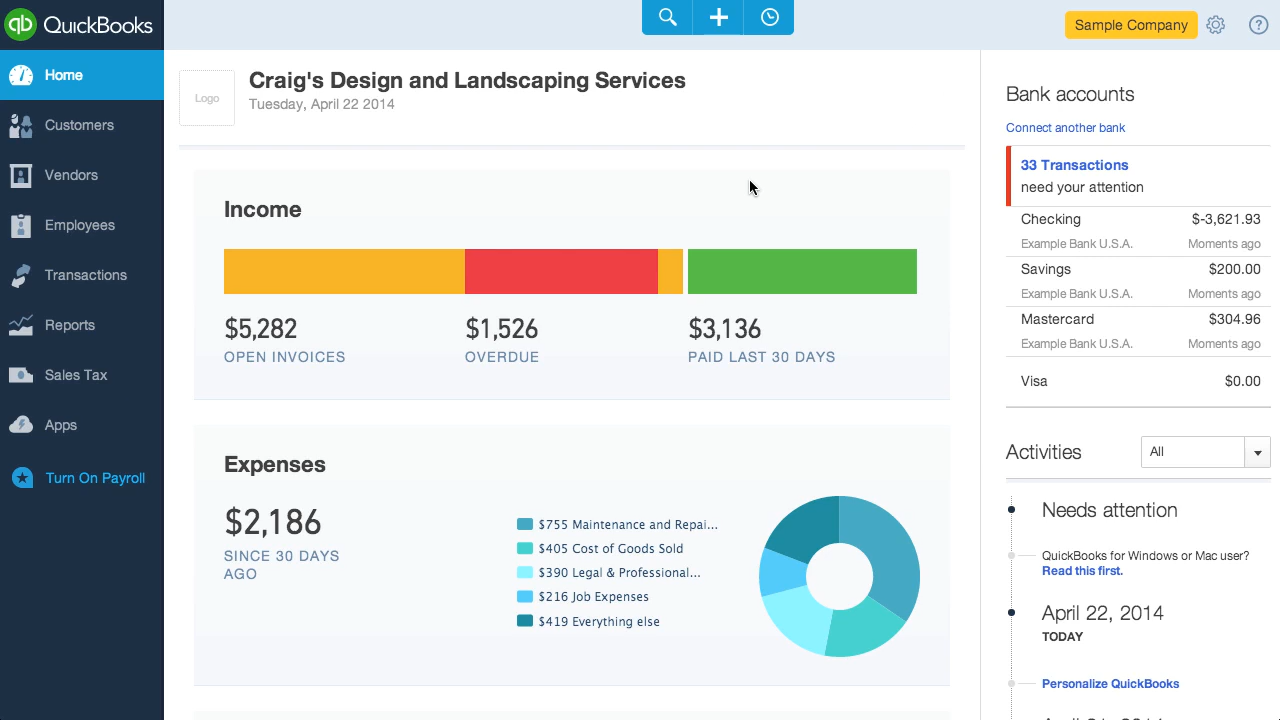 QuickBooks
Sample Company
Home
Customers
Vendors
Employees
Transactions
Reports
Sales Tax
Apps
Turn On Payroll
Logo
Craig's Design and Landscaping Services
Tuesday, April 22 2014
Income
$5,282
OPEN INVOICES
$1,526
OVERDUE
$3,136
PAID LAST 30 DAYS
Expenses
$2,186
SINCE 30 DAYS
AGO
$755 Maintenance and Repai...
$405 Cost of Goods Sold
$390 Legal & Professional...
$216 Job Expenses
$419 Everything else
Bank accounts
Connect another bank
33 Transactions
need your attention
Checking $-3,621.93
Example Bank U.S.A. Moments ago
Savings $200.00
Example Bank U.S.A. Moments ago
Mastercard $304.96
Example Bank U.S.A. Moments ago
Visa $0.00
Activities All
Needs attention
QuickBooks for Windows or Mac user?
Read this first.
April 22, 2014
TODAY
Personalize QuickBooks